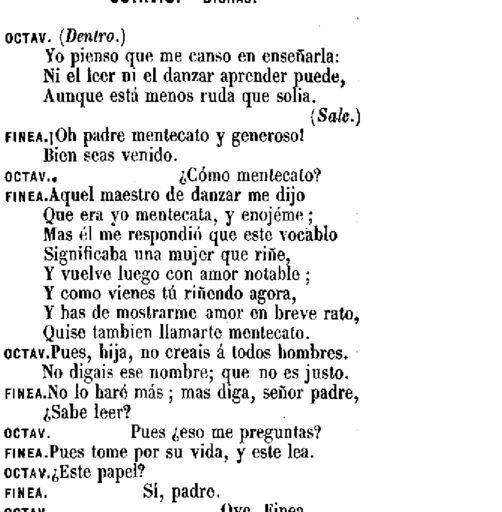 OCTAV. (Dentro.)
Yo pienso que me canso en enseñarla:
Ni el leer ni el danzar aprender puede,
Aunque está menos ruda que solia.
(Sale.)
FINEA. ¡Oh padre mentecato y generoso!
Bien seas venido.
OCTAV. ¿Cómo mentecato?
FINEA. Aquel maestro de danzar me dijo
Que era yo mentecata, y enojéme;
Mas él me respondió que este vocablo
Significaba una mujer que riñe,
Y vuelve luego con amor notable;
Y como vienes tú riñendo agora,
Y has de mostrarme amor en breve rato,
Quise tambien llamarte mentecato.
OCTAV. Pues, hija, no creais á todos hombres.
No digais ese nombre; que no es justo.
FINEA. No lo haré más; mas diga, señor padre,
¿Sabe leer?
OCTAV. Pues ¿eso me preguntas?
FINEA. Pues tome por su vida, y este lea.
OCTAV. ¿Este papel?
FINEA. Sí, padre.
OCTAV. Oye, Finea